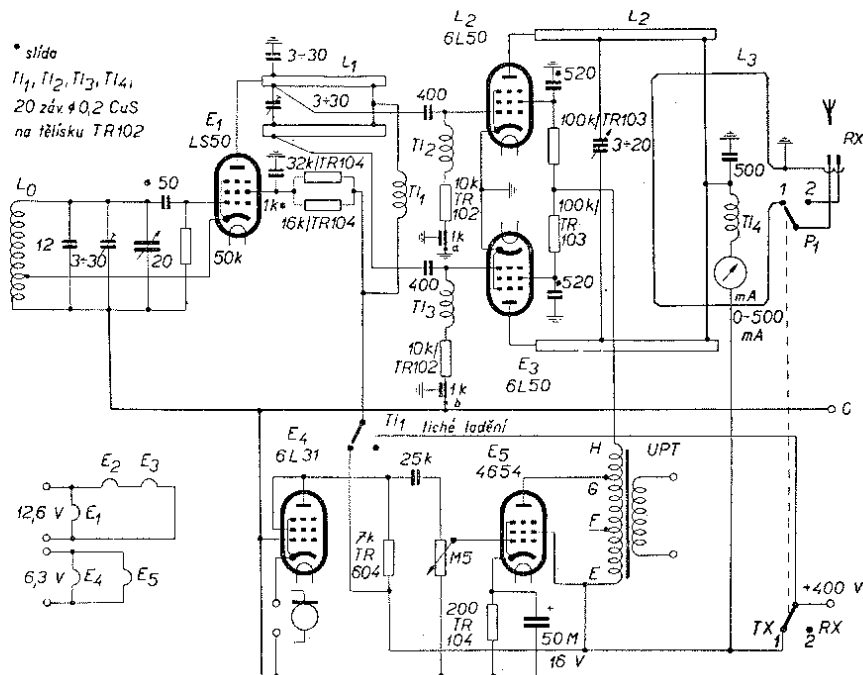 * slída
Tl₁, Tl₂, Tl₃, Tl₄,
20 záv. ϕ 0,2 CuS
na tělísku TR102
L₀
12
3÷30
20
50
50k
E₁
LS50
3÷30
L₁
3÷30
32k/TR104
1k
16k/TR104
Tl₁
400
Tl₂
10k
TR
102
1k
a
400
Tl₃
10k/
TR102
1k
b
L₂
6L50
520
100k/TR103
100k/
TR
103
520
E₃
6L50
L₂
3÷20
L₃
500
Tl₄
mA
0-500
mA
1
2
P₁
RX
G
Tl₁
tiché ladění
E₂
E₃
12,6 V
E₁
6,3 V
E₄
E₅
E₄
6L31
7k
TR
604
25k
M5
E₅
4654
200
TR
104
50M
16 V
H
G
F
E
UPT
+400 V
TX
1
2
RX